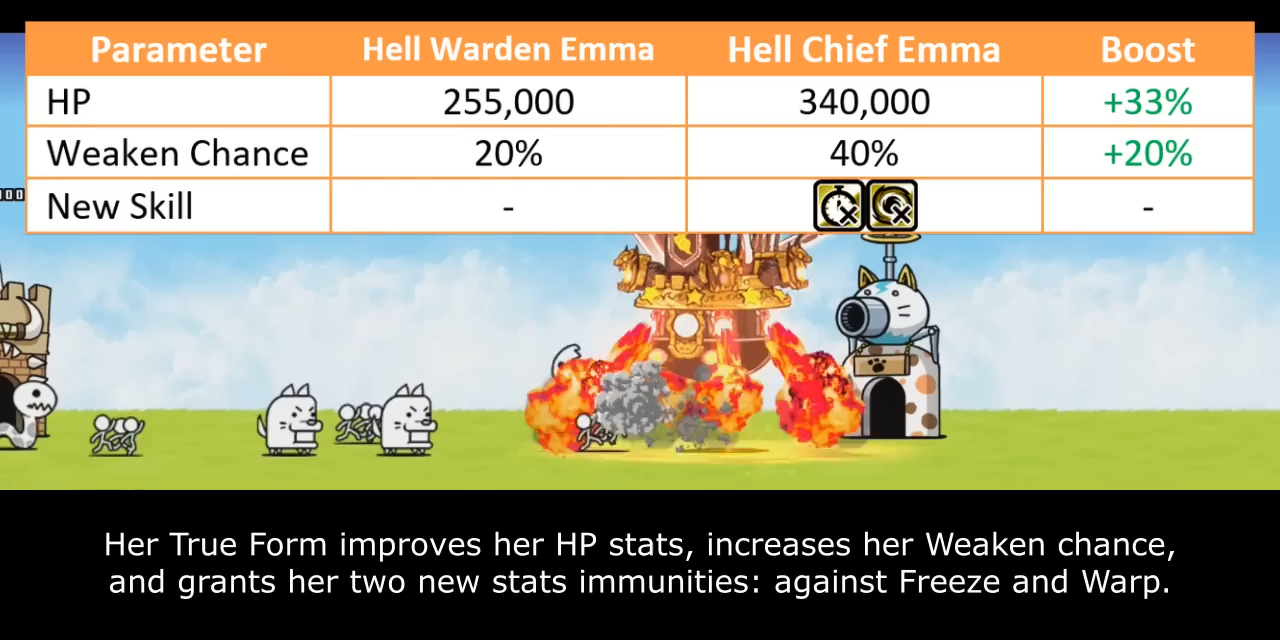 Parameter Hell Warden Emma Hell Chief Emma Boost
HP 255,000 340,000 +33%
Weaken Chance 20% 40% +20%
New Skill - -
Her True Form improves her HP stats, increases her Weaken chance,
and grants her two new stats immunities: against Freeze and Warp.